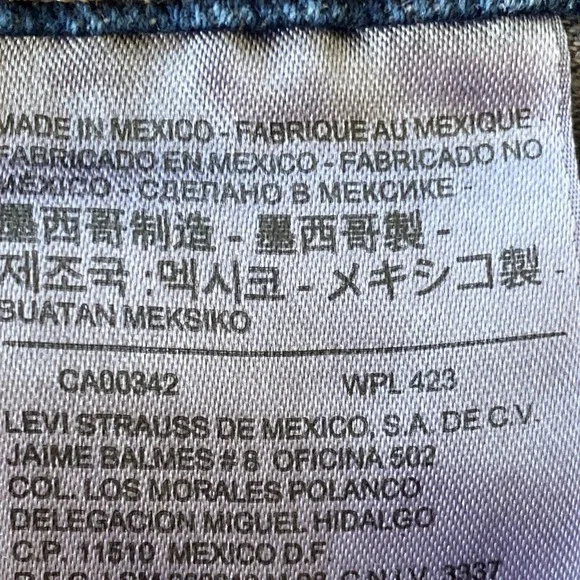 MADE IN MEXICO - FABRIQUE AU MEXIQUE -
FABRICADO EN MEXICO - FABRICADO NO
MÉXICO - СДЕЛАНО В МЕКСИКЕ -
墨西哥制造 - 墨西哥製 -
제조국 :멕시코 - メキシコ製 -
BUATAN MEKSIKO
CA00342 WPL 423
LEVI STRAUSS DE MEXICO, S.A. DE C.V.
JAIME BALMES # 8 OFICINA 502
COL. LOS MORALES POLANCO
DELEGACION MIGUEL HIDALGO
C.P. 11510 MEXICO D.F
3337